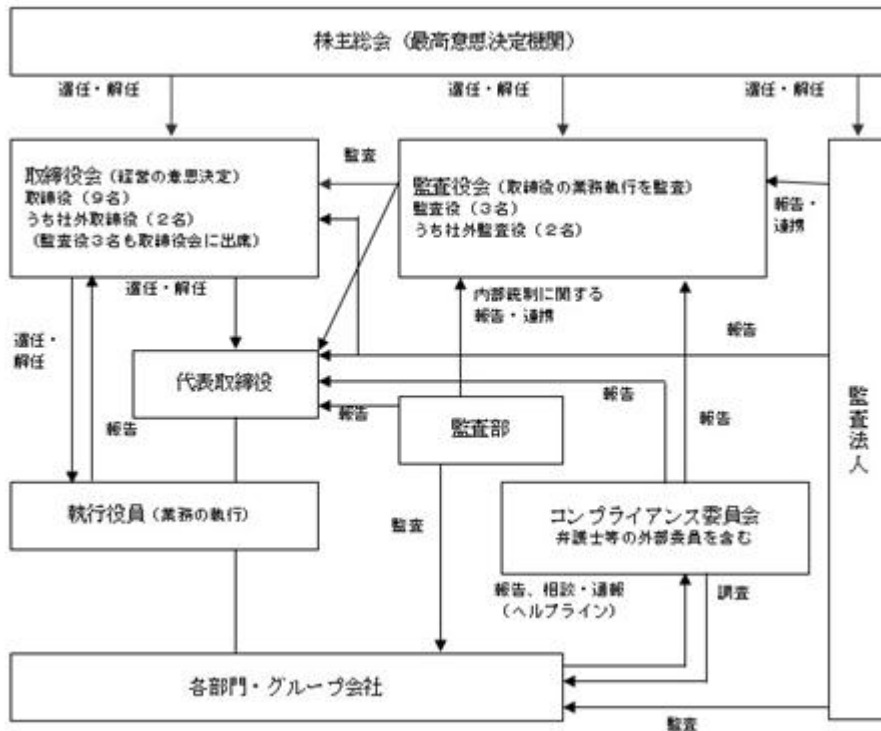 株主総会（最高意思決定機関）
選任・解任
選任・解任
選任・解任
取締役会（経営の意思決定）
取締役（９名）
うち社外取締役（２名）
（監査役３名も取締役会に出席）
監査
監査役会（取締役の業務執行を監査）
監査役（３名）
うち社外監査役（２名）
報告・
連携
選任・解任
内部統制に関する
報告・連携
選任・
解任
報告
代表取締役
報告
報告
監査部
報告
報告
監査法人
執行役員（業務の執行）
監査
コンプライアンス委員会
弁護士等の外部委員を含む
報告、相談・通報
（ヘルプライン）
調査
各部門・グループ会社
監査